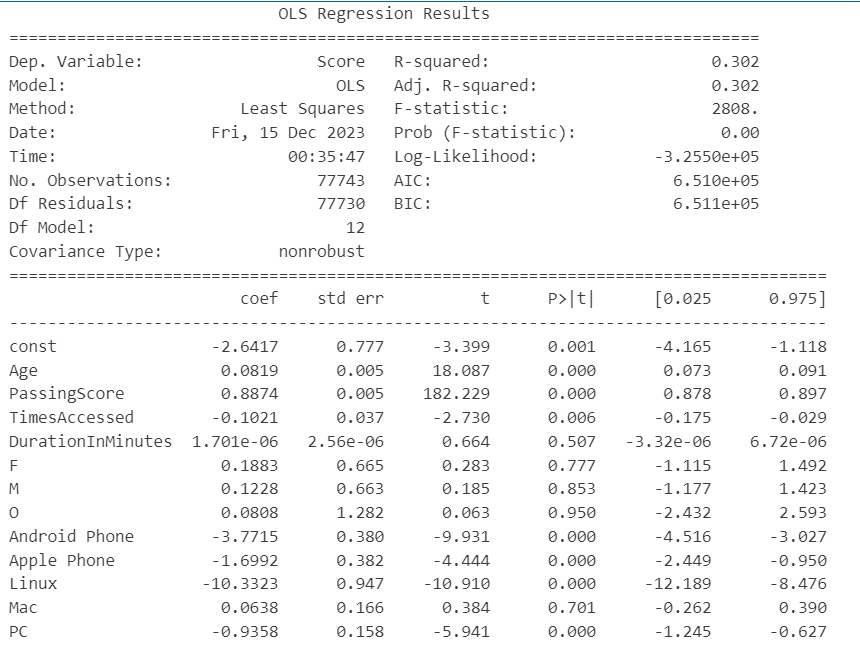 OLS Regression Results
==============================================================================
Dep. Variable: Score R-squared: 0.302
Model: OLS Adj. R-squared: 0.302
Method: Least Squares F-statistic: 2808.
Date: Fri, 15 Dec 2023 Prob (F-statistic): 0.00
Time: 00:35:47 Log-Likelihood: -3.2550e+05
No. Observations: 77743 AIC: 6.510e+05
Df Residuals: 77730 BIC: 6.511e+05
Df Model: 12
Covariance Type: nonrobust
=====================================================================================
coef std err t P>|t| [0.025 0.975]
-------------------------------------------------------------------------------------
const -2.6417 0.777 -3.399 0.001 -4.165 -1.118
Age 0.0819 0.005 18.087 0.000 0.073 0.091
PassingScore 0.8874 0.005 182.229 0.000 0.878 0.897
TimesAccessed -0.1021 0.037 -2.730 0.006 -0.175 -0.029
DurationInMinutes 1.701e-06 2.56e-06 0.664 0.507 -3.32e-06 6.72e-06
F 0.1883 0.665 0.283 0.777 -1.115 1.492
M 0.1228 0.663 0.185 0.853 -1.177 1.423
O 0.0808 1.282 0.063 0.950 -2.432 2.593
Android Phone -3.7715 0.380 -9.931 0.000 -4.516 -3.027
Apple Phone -1.6992 0.382 -4.444 0.000 -2.449 -0.950
Linux -10.3323 0.947 -10.910 0.000 -12.189 -8.476
Mac 0.0638 0.166 0.384 0.701 -0.262 0.390
PC -0.9358 0.158 -5.941 0.000 -1.245 -0.627